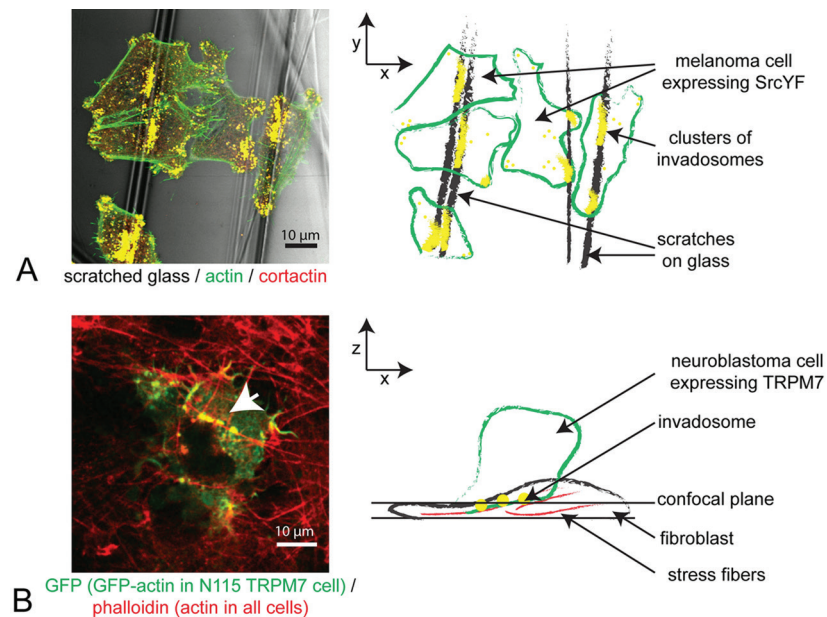 y
x
melanoma cell
expressing SrcYF
clusters of
invadosomes
10 µm
scratches
on glass
A
scratched glass / actin / cortactin
z
x
neuroblastoma cell
expressing TRPM7
invadosome
confocal plane
10 µm
fibroblast
stress fibers
GFP (GFP-actin in N115 TRPM7 cell) /
B
phalloidin (actin in all cells)